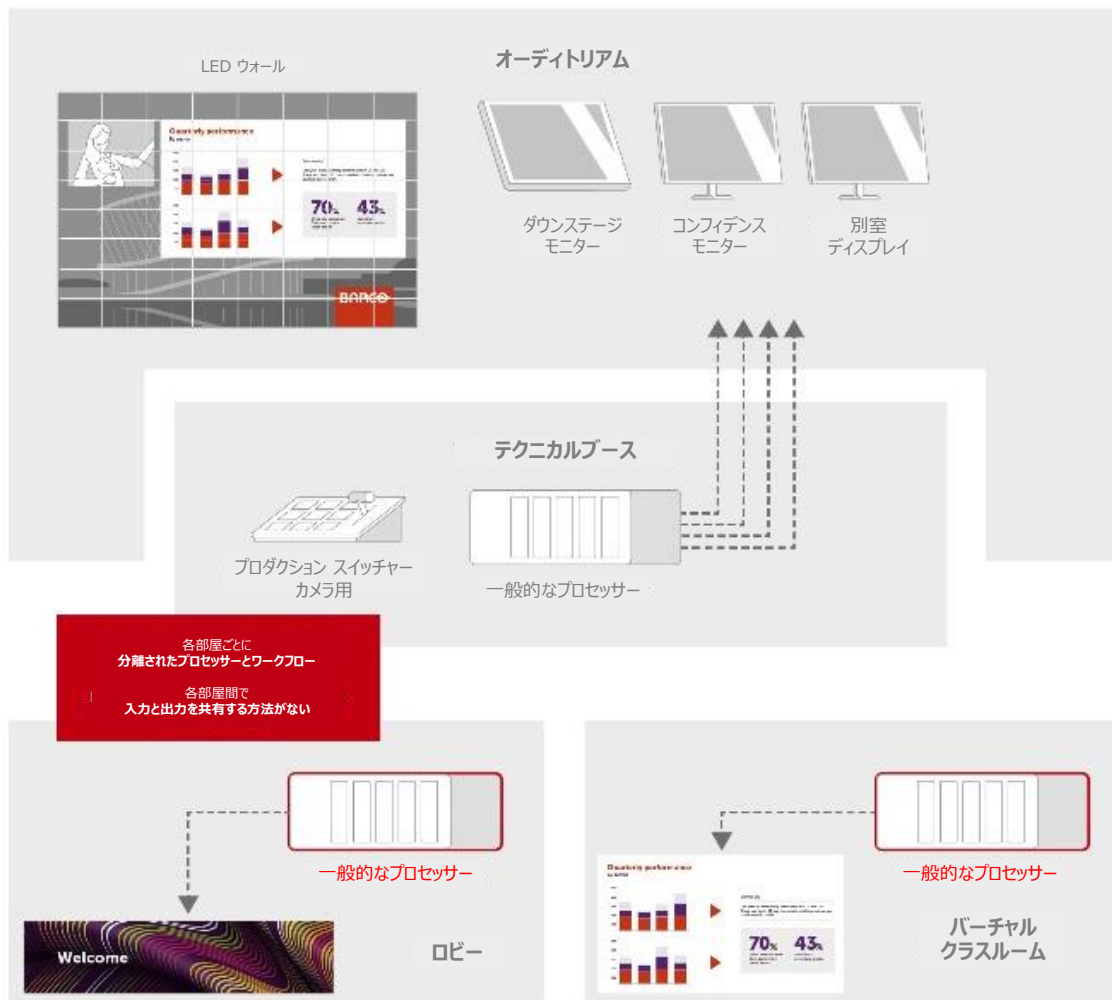 オーディトリアム
LED ウォール
Quarterly performance
70%
43%
BARCO
ダウンステージ
モニター
コンフィデンス
モニター
別室
ディスプレイ
テクニカルブース
プロダクション スイッチャー
カメラ用
一般的なプロセッサー
各部屋ごとに
分離されたプロセッサーとワークフロー
各部屋間で
入力と出力を共有する方法がない
一般的なプロセッサー
Welcome
ロビー
一般的なプロセッサー
Quarterly performance
70%
43%
バーチャル
クラスルーム